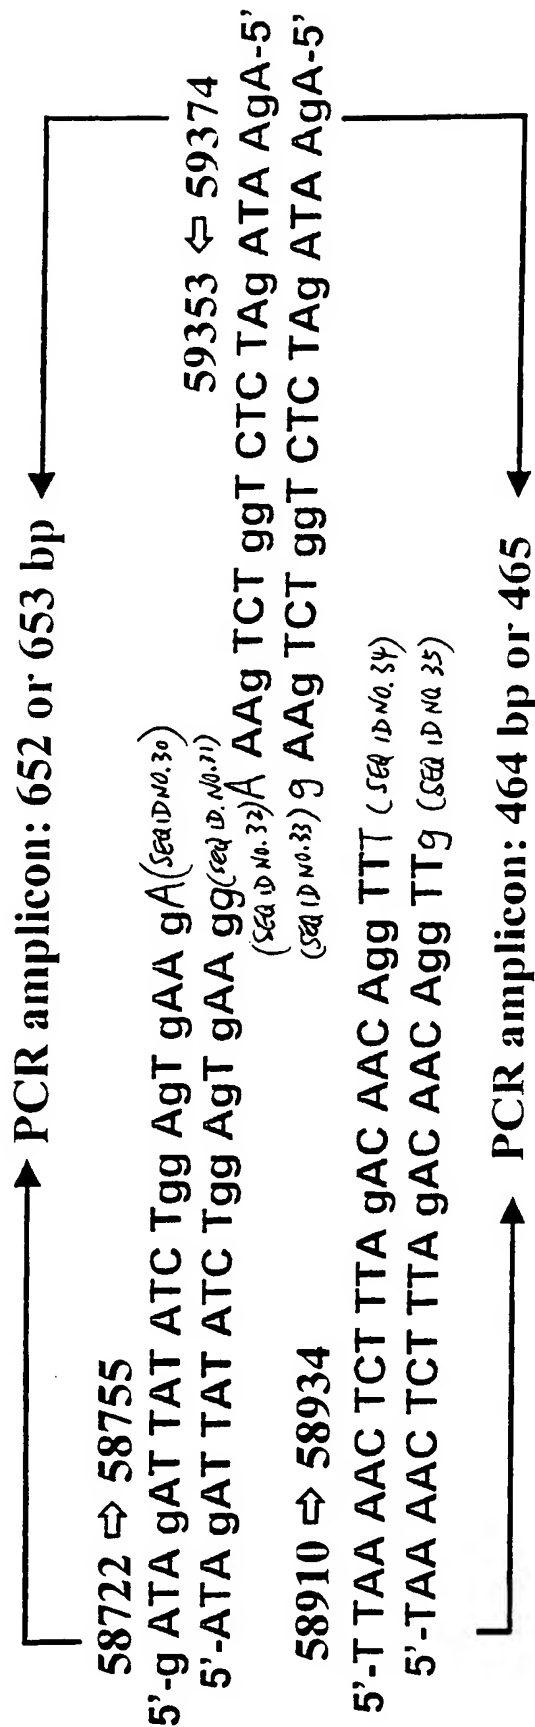 PCR amplicon: 652 or 653 bp
58722 ⇨ 58755
5’-g ATA gAT TAT ATC Tgg AgT gAA gA (SEQ ID NO. 30)
5’-ATA gAT TAT ATC Tgg AgT gAA gg (SEQ ID. NO. 31)
59353 ⇦ 59374
(SEQ ID NO. 32) A AAg TCT ggT CTC TAg ATA AgA-5’
(SEQ ID NO. 33) g AAg TCT ggT CTC TAg ATA AgA-5’
58910 ⇨ 58934
5’-T TAA AAC TCT TTA gAC AAC Agg TTT (SEQ ID NO. 34)
5’-TAA AAC TCT TTA gAC AAC Agg TTg (SEQ ID NO. 35)
PCR amplicon: 464 bp or 465